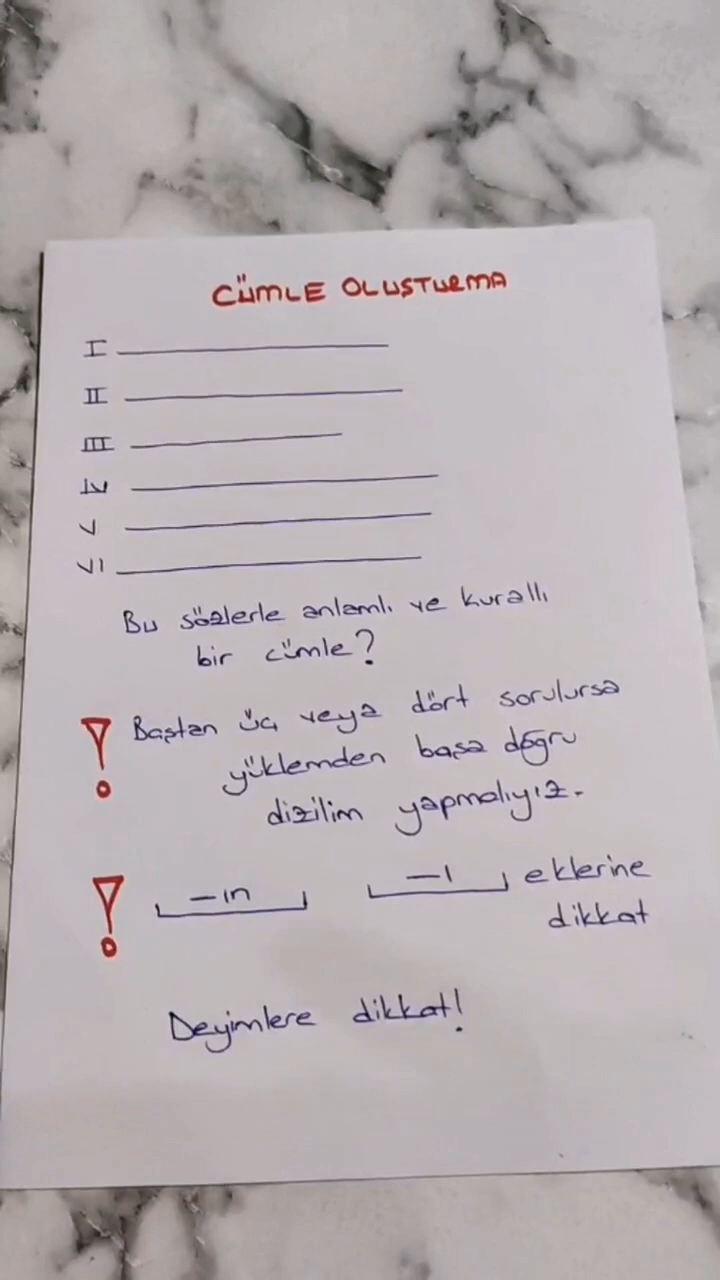 CÜMLE OLUŞTURMA
I
II
III
IV
V
VI
Bu sözlerle anlamlı ve kurallı
bir cümle?
! Baştan üç veya dört sorulursa
yüklemden başa doğru
dizilim yapmalıyız.
! -ın -ı eklerine
dikkat
Deyimlere dikkat!